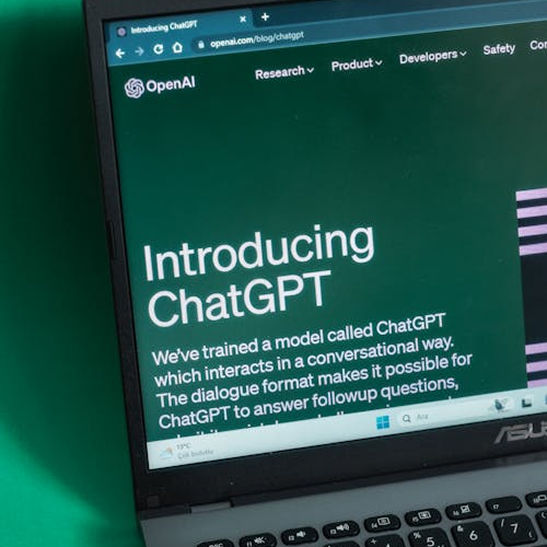 Introducing ChatGPT
openai.com/blog/chatgpt
OpenAI
Research
Product
Developers
Safety
Introducing
ChatGPT
We've trained a model called ChatGPT
which interacts in a conversational way.
The dialogue format makes it possible for
ChatGPT to answer followup questions,
Ara
ASUS